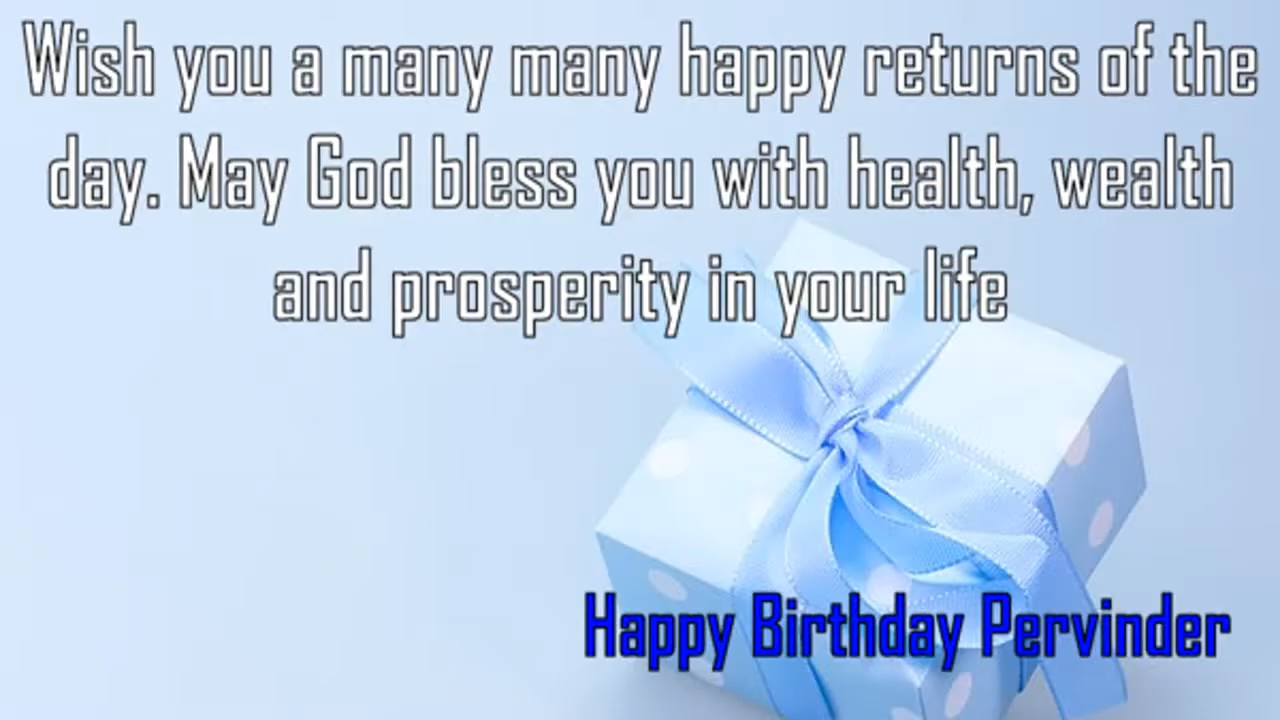 Wish you a many many happy returns of the
day. May God bless you with health, wealth
and prosperity in your life
Happy Birthday Pervinder